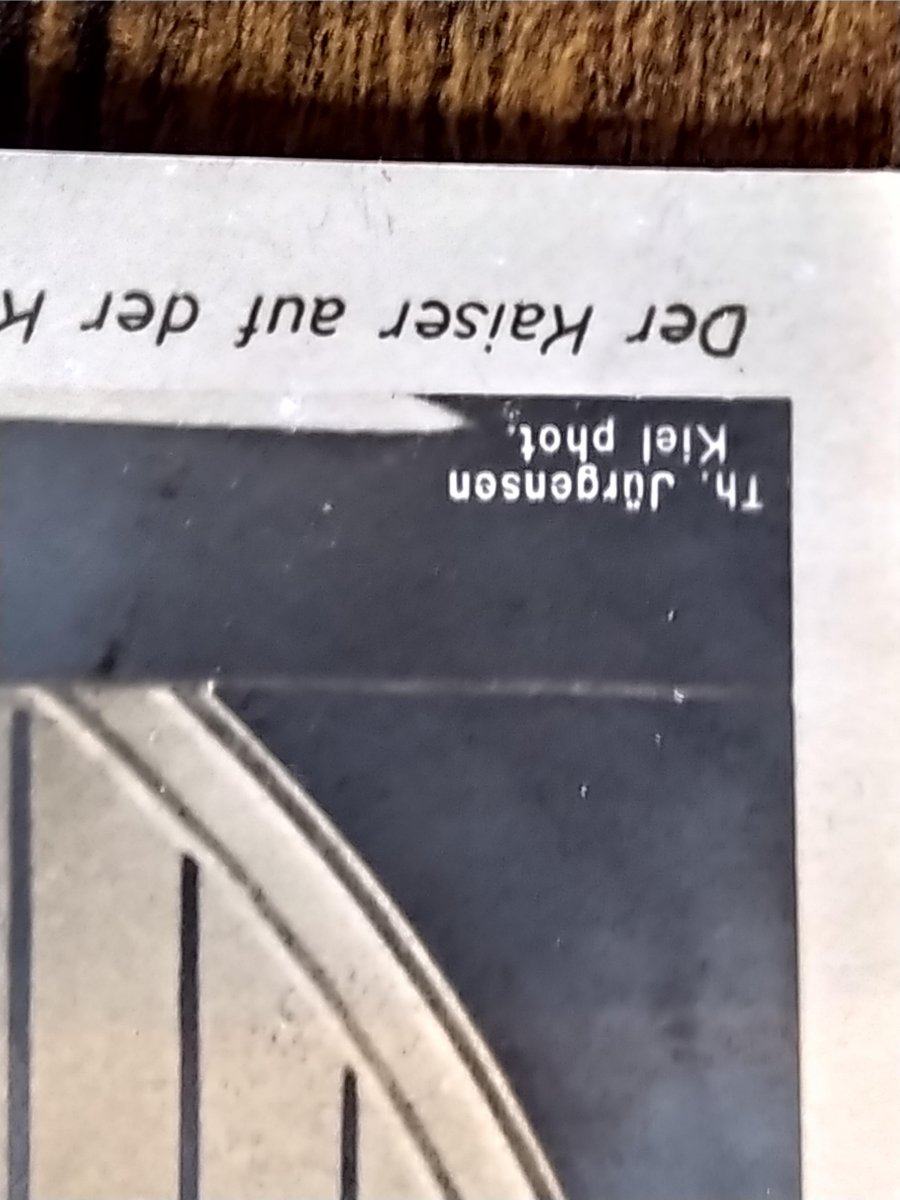 Th. Jürgensen
Kiel phot.
Der Kaiser auf der K